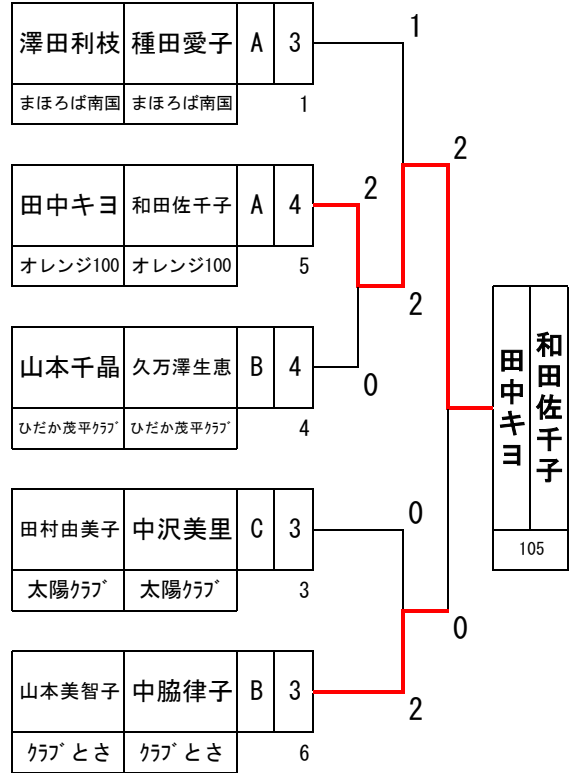 澤田利枝 種田愛子 A 3
まほろば南国 まほろば南国 1
1
田中キヨ 和田佐千子 A 4
オレンジ100 オレンジ100 5
2
2
2
山本千晶 久万澤生恵 B 4
ひだか茂平ｸﾗﾌﾞ ひだか茂平ｸﾗﾌﾞ 4
0
田村由美子 中沢美里 C 3
太陽ｸﾗﾌﾞ 太陽ｸﾗﾌﾞ 3
0
0
山本美智子 中脇律子 B 3
ｸﾗﾌﾞとさ ｸﾗﾌﾞとさ 6
2
和田佐千子
田中キヨ
105